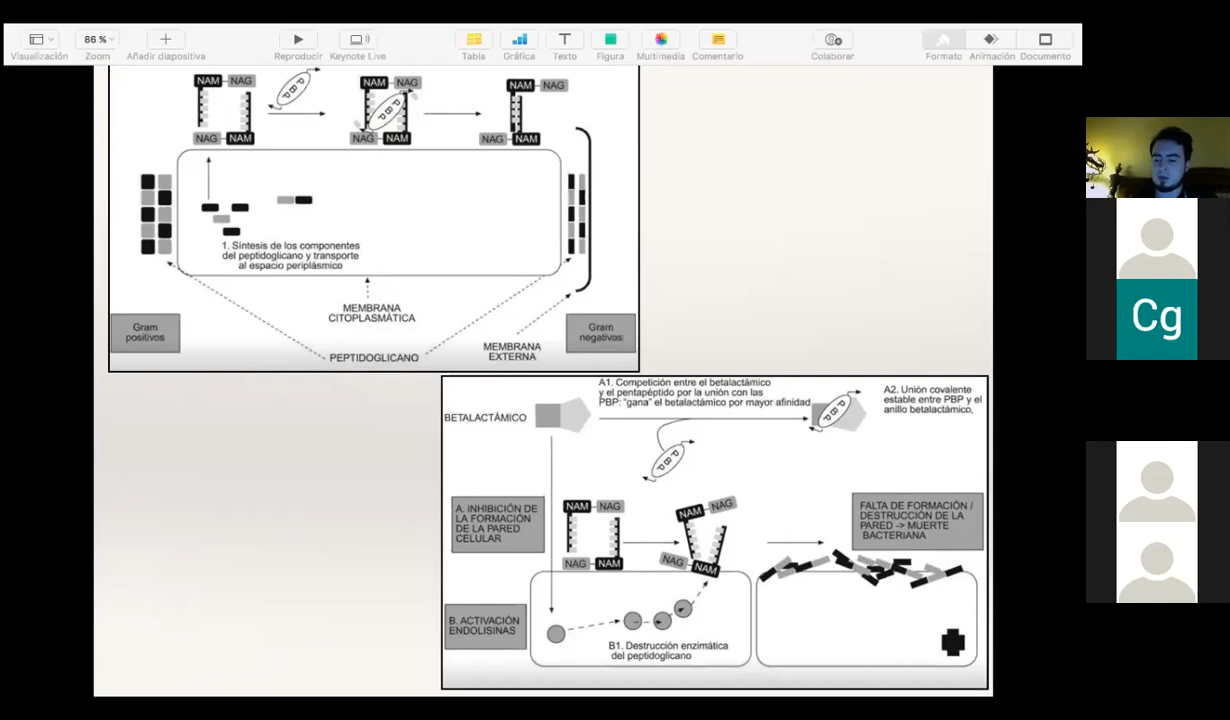 86 %
Visualización
Zoom
Añadir diapositiva
Reproducir
Keynote Live
Tabla
Gráfica
Texto
Figura
Multimedia
Comentario
Colaborar
Formato
Animación
Documento
NAM NAG
PBP
NAM NAG
PBP
NAM NAG
NAG NAM
NAG NAM
NAG NAM
1. Síntesis de los componentes
del peptidoglicano y transporte
al espacio periplásmico
MEMBRANA
CITOPLASMÁTICA
Gram
positivos
PEPTIDOGLICANO
MEMBRANA
EXTERNA
Gram
negativos
Cg
BETALACTÁMICO
A1. Competición entre el betalactámico
y el pentapéptido por la unión con las
PBP: "gana" el betalactámico por mayor afinidad
PBP
A2. Unión covalente
estable entre PBP y el
anillo betalactámico,
PBP
A. INHIBICIÓN DE
LA FORMACIÓN
DE LA PARED
CELULAR
NAM NAG
NAG NAM
NAM NAG
NAG NAM
FALTA DE FORMACIÓN /
DESTRUCCIÓN DE LA
PARED -> MUERTE
BACTERIANA
B. ACTIVACIÓN
ENDOLISINAS
B1. Destrucción enzimática
del peptidoglicano